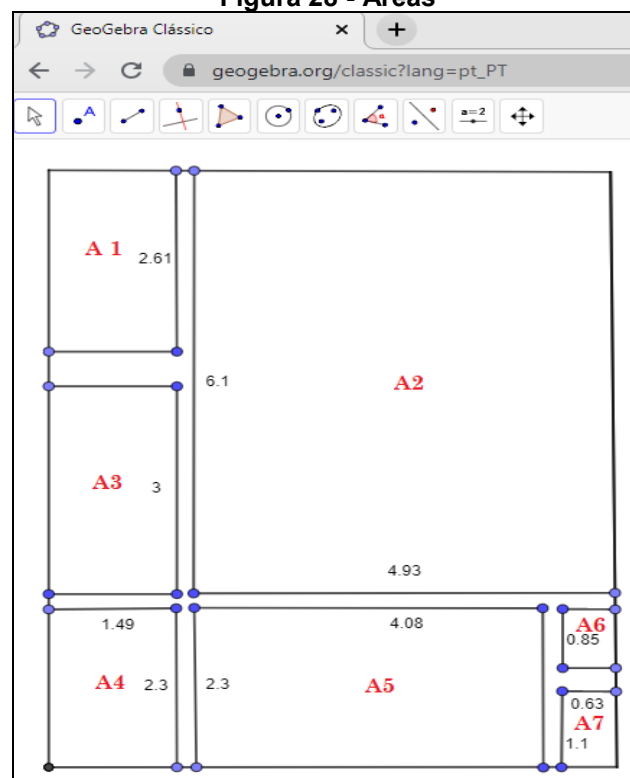 Figura 28 - Áreas
GeoGebra Clássico × +
geogebra.org/classic?lang=pt_PT
A a=2
A 1 2.61
6.1 A2
A3 3
4.93
1.49 4.08 A6
0.85
A4 2.3 2.3 A5 0.63
A7
1.1